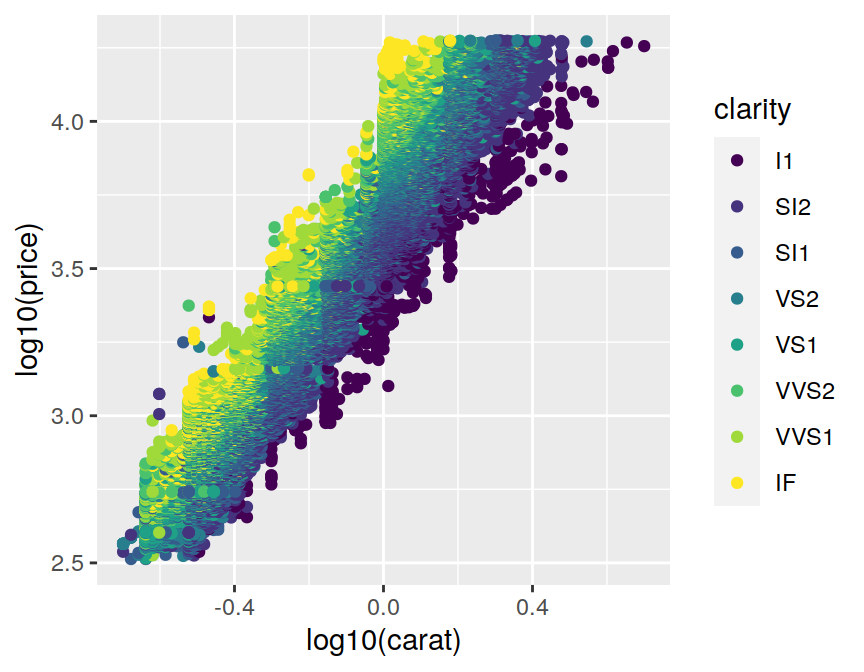 log10(price)
4.0
3.5
3.0
2.5
-0.4
0.0
0.4
log10(carat)
clarity
I1
SI2
SI1
VS2
VS1
VVS2
VVS1
IF